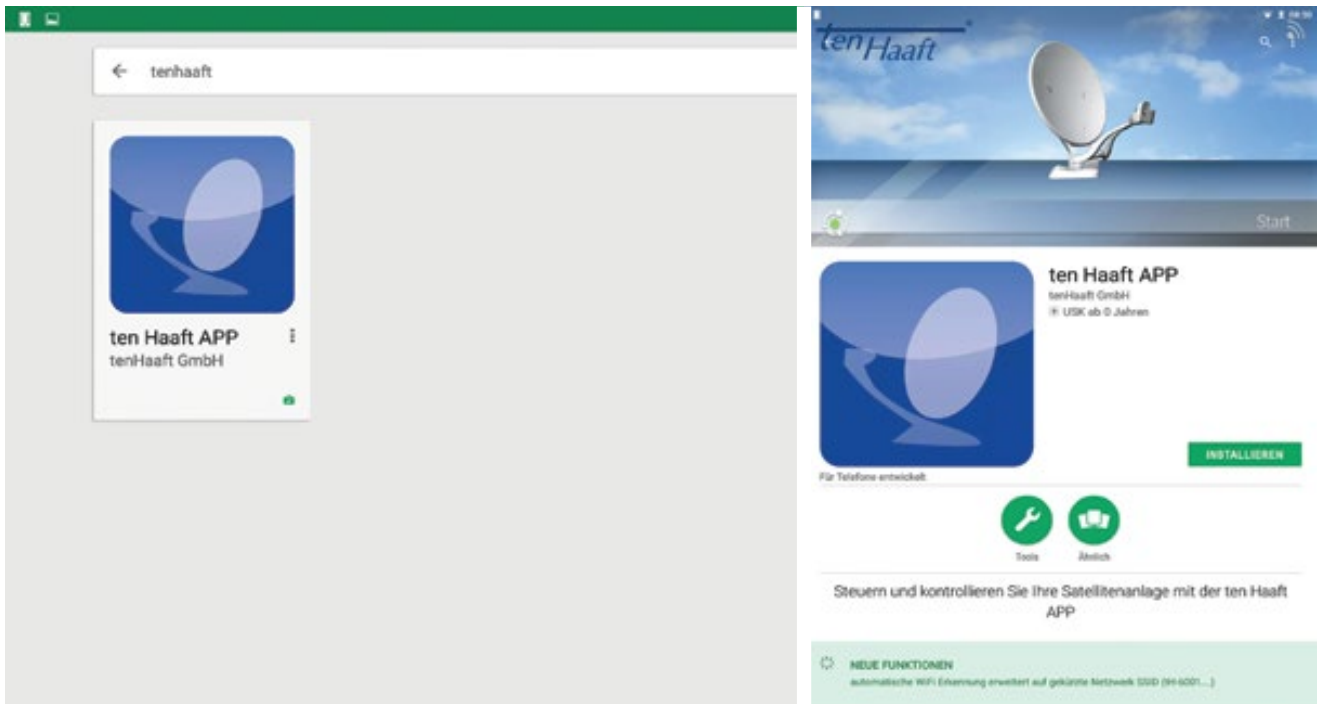 tenhaaft
ten Haaft APP
tenHaaft GmbH
ten Haaft
Start
ten Haaft APP
tenHaaft GmbH
USK ab 0 Jahren
INSTALLIEREN
Für Telefone entwickelt
Tools
Ähnlich
Steuern und kontrollieren Sie Ihre Satellitenanlage mit der ten Haaft
APP
NEUE FUNKTIONEN
automatische WiFi Erkennung erweitert auf gekürzte Netzwerk SSID